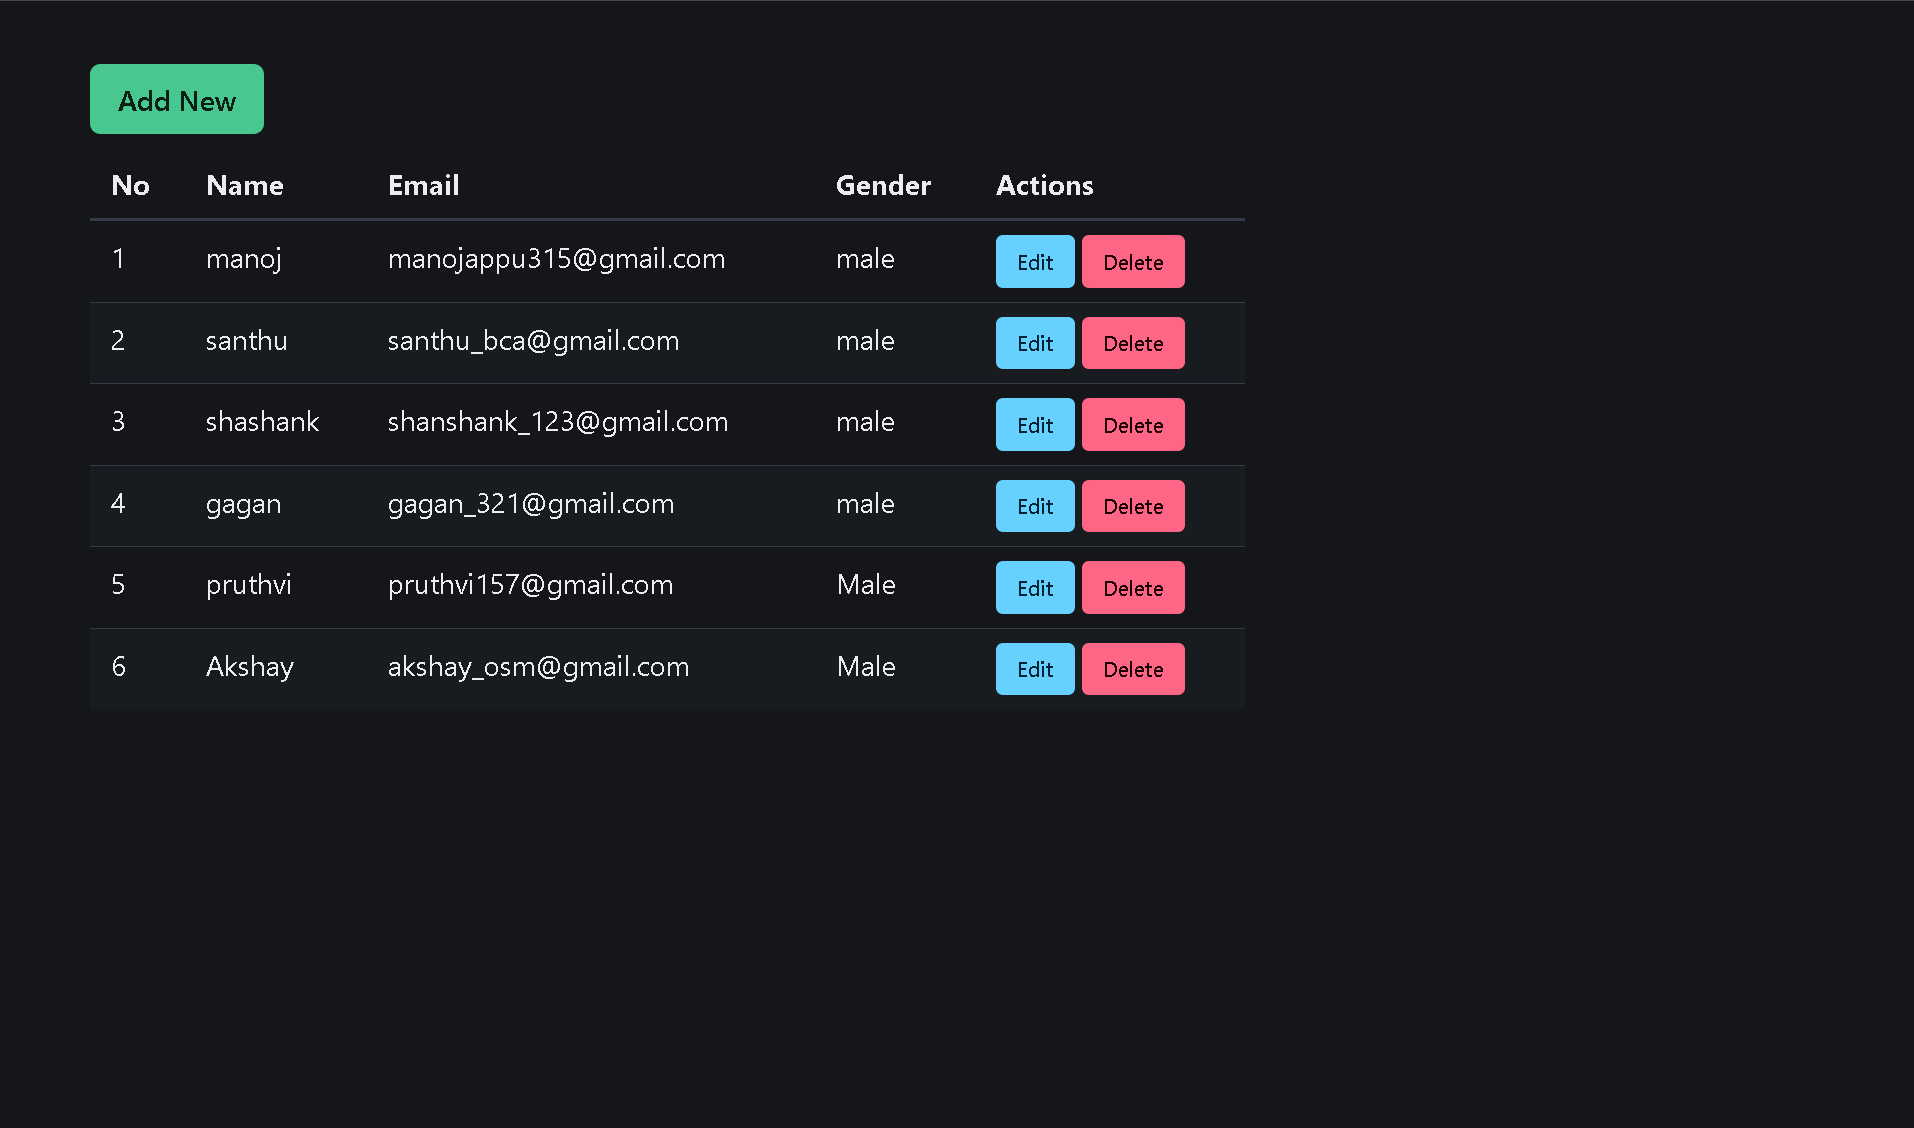 Add New
No Name Email Gender Actions
1 manoj manojappu315@gmail.com male Edit Delete
2 santhu santhu_bca@gmail.com male Edit Delete
3 shashank shanshank_123@gmail.com male Edit Delete
4 gagan gagan_321@gmail.com male Edit Delete
5 pruthvi pruthvi157@gmail.com Male Edit Delete
6 Akshay akshay_osm@gmail.com Male Edit Delete